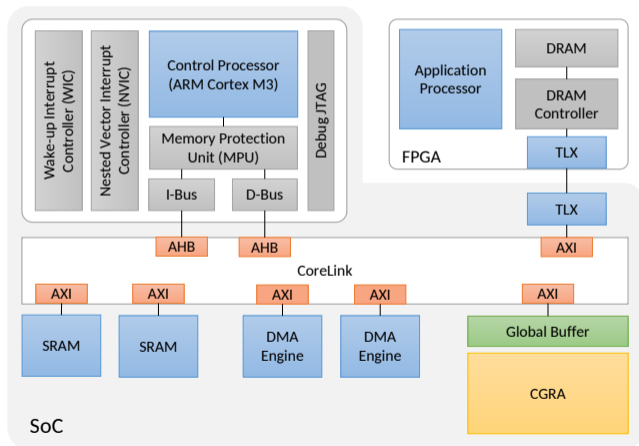 Wake-up Interrupt
Controller (WIC)
Nested Vector Interrupt
Controller (NVIC)
Control Processor
(ARM Cortex M3)
Memory Protection
Unit (MPU)
I-Bus
D-Bus
Debug JTAG
Application
Processor
DRAM
DRAM
Controller
TLX
FPGA
TLX
AHB
AHB
AXI
CoreLink
AXI
AXI
AXI
AXI
AXI
SRAM
SRAM
DMA
Engine
DMA
Engine
Global Buffer
CGRA
SoC